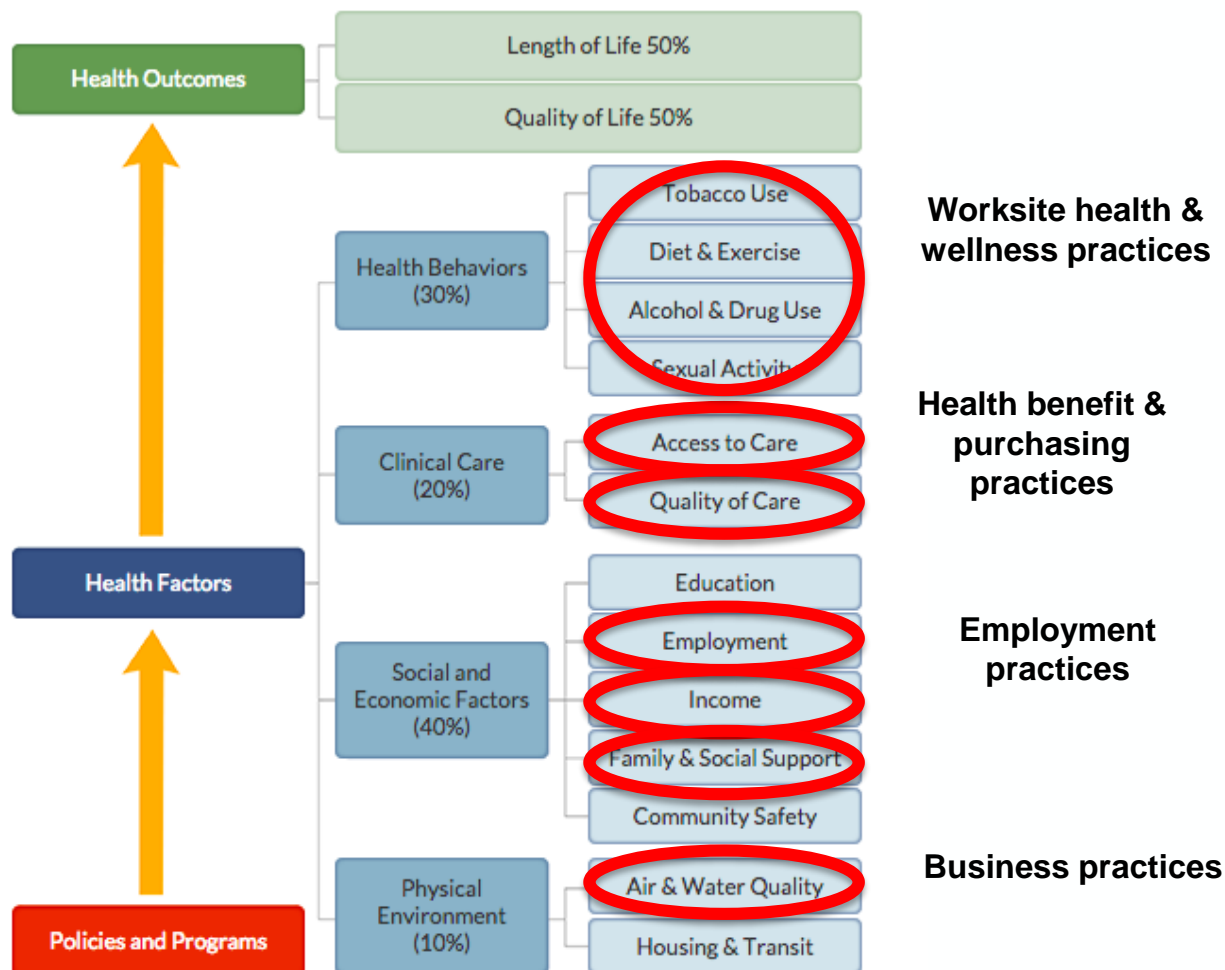 Health Outcomes
Length of Life 50%
Quality of Life 50%
Health Behaviors
(30%)
Tobacco Use
Diet & Exercise
Alcohol & Drug Use
Sexual Activity
Worksite health &
wellness practices
Clinical Care
(20%)
Access to Care
Quality of Care
Health benefit &
purchasing
practices
Health Factors
Social and
Economic Factors
(40%)
Education
Employment
Income
Family & Social Support
Community Safety
Employment
practices
Physical
Environment
(10%)
Air & Water Quality
Housing & Transit
Business practices
Policies and Programs